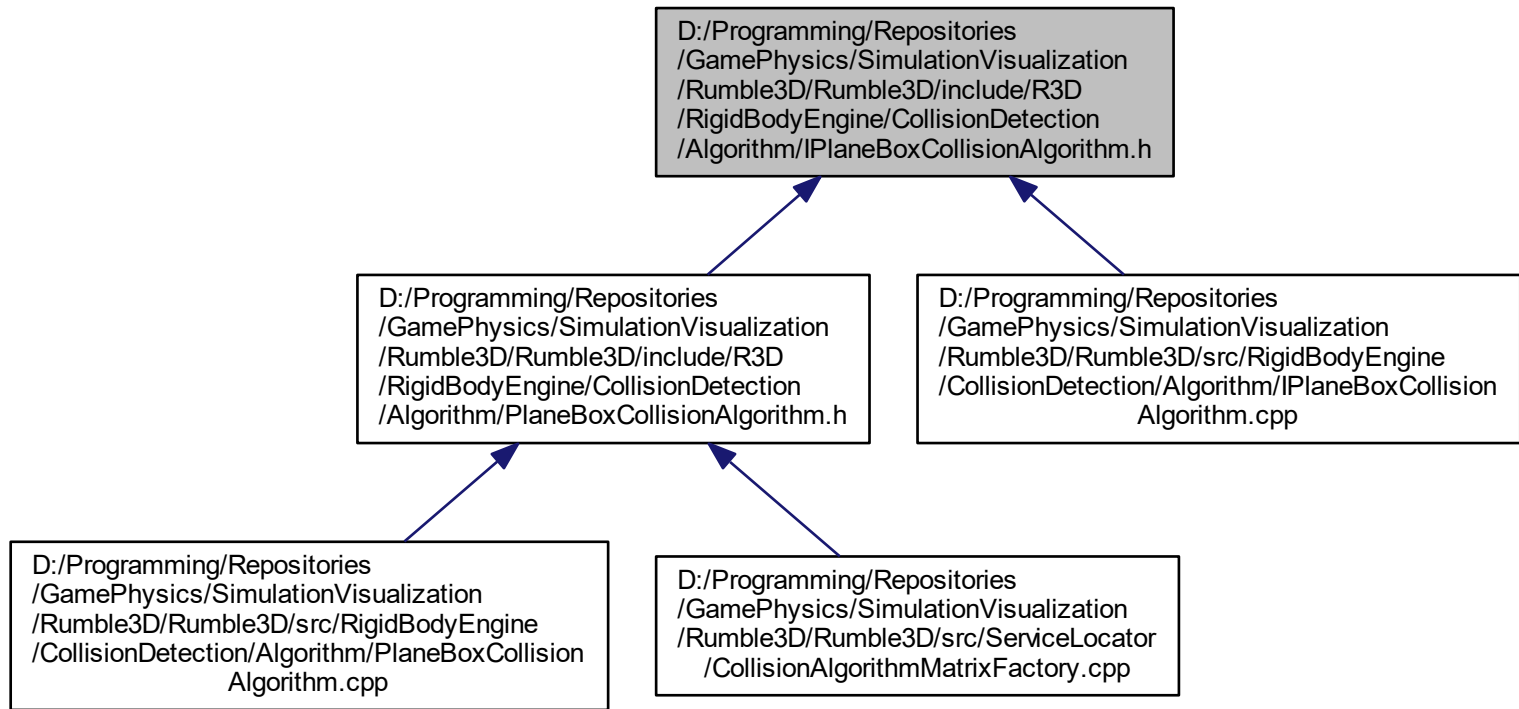 D:/Programming/Repositories
/GamePhysics/SimulationVisualization
/Rumble3D/Rumble3D/include/R3D
/RigidBodyEngine/CollisionDetection
/Algorithm/IPlaneBoxCollisionAlgorithm.h
D:/Programming/Repositories
/GamePhysics/SimulationVisualization
/Rumble3D/Rumble3D/include/R3D
/RigidBodyEngine/CollisionDetection
/Algorithm/PlaneBoxCollisionAlgorithm.h
D:/Programming/Repositories
/GamePhysics/SimulationVisualization
/Rumble3D/Rumble3D/src/RigidBodyEngine
/CollisionDetection/Algorithm/IPlaneBoxCollision
Algorithm.cpp
D:/Programming/Repositories
/GamePhysics/SimulationVisualization
/Rumble3D/Rumble3D/src/RigidBodyEngine
/CollisionDetection/Algorithm/PlaneBoxCollision
Algorithm.cpp
D:/Programming/Repositories
/GamePhysics/SimulationVisualization
/Rumble3D/Rumble3D/src/ServiceLocator
/CollisionAlgorithmMatrixFactory.cpp